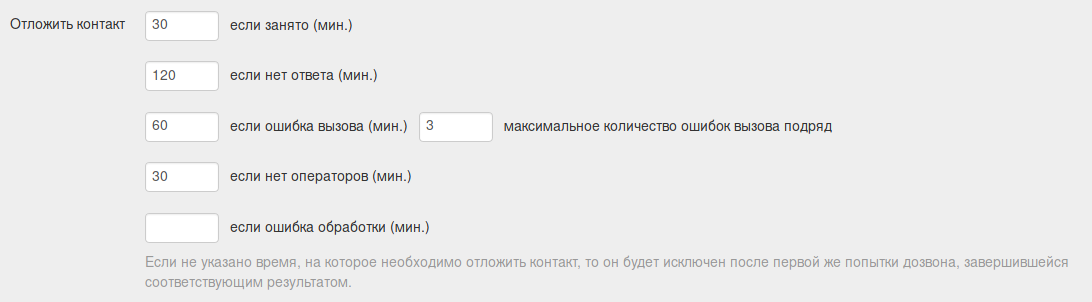 Отложить контакт 30 если занято (мин.)
120 если нет ответа (мин.)
60 если ошибка вызова (мин.) 3 максимальное количество ошибок вызова подряд
30 если нет операторов (мин.)
если ошибка обработки (мин.)
Если не указано время, на которое необходимо отложить контакт, то он будет исключен после первой же попытки дозвона, завершившейся
соответствующим результатом.